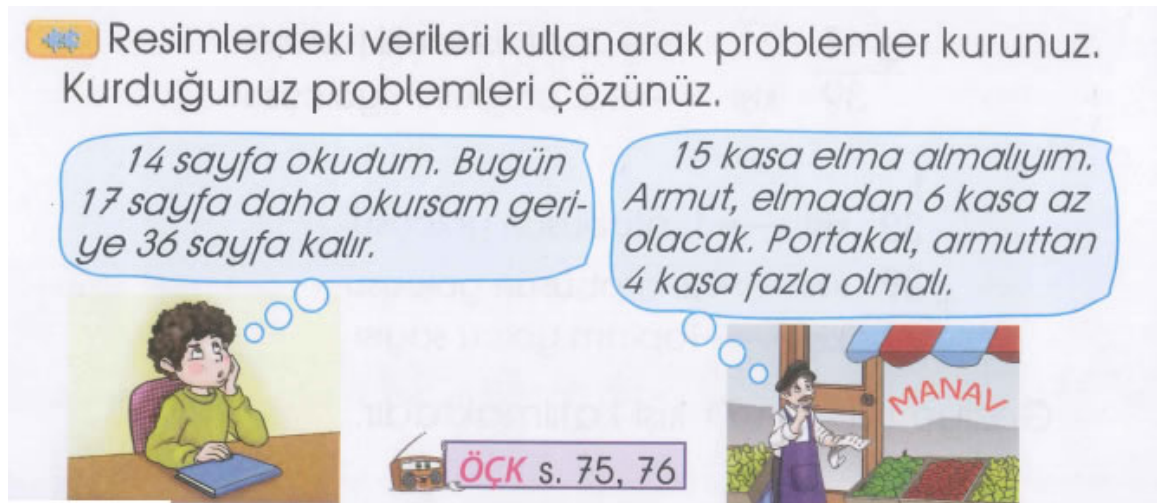 Resimlerdeki verileri kullanarak problemler kurunuz.
Kurduğunuz problemleri çözünüz.
14 sayfa okudum. Bugün
17 sayfa daha okursam geri-
ye 36 sayfa kalır.
15 kasa elma almalıyım.
Armut, elmadan 6 kasa az
olacak. Portakal, armuttan
4 kasa fazla olmalı.
MANAV
ÖÇK s. 75, 76